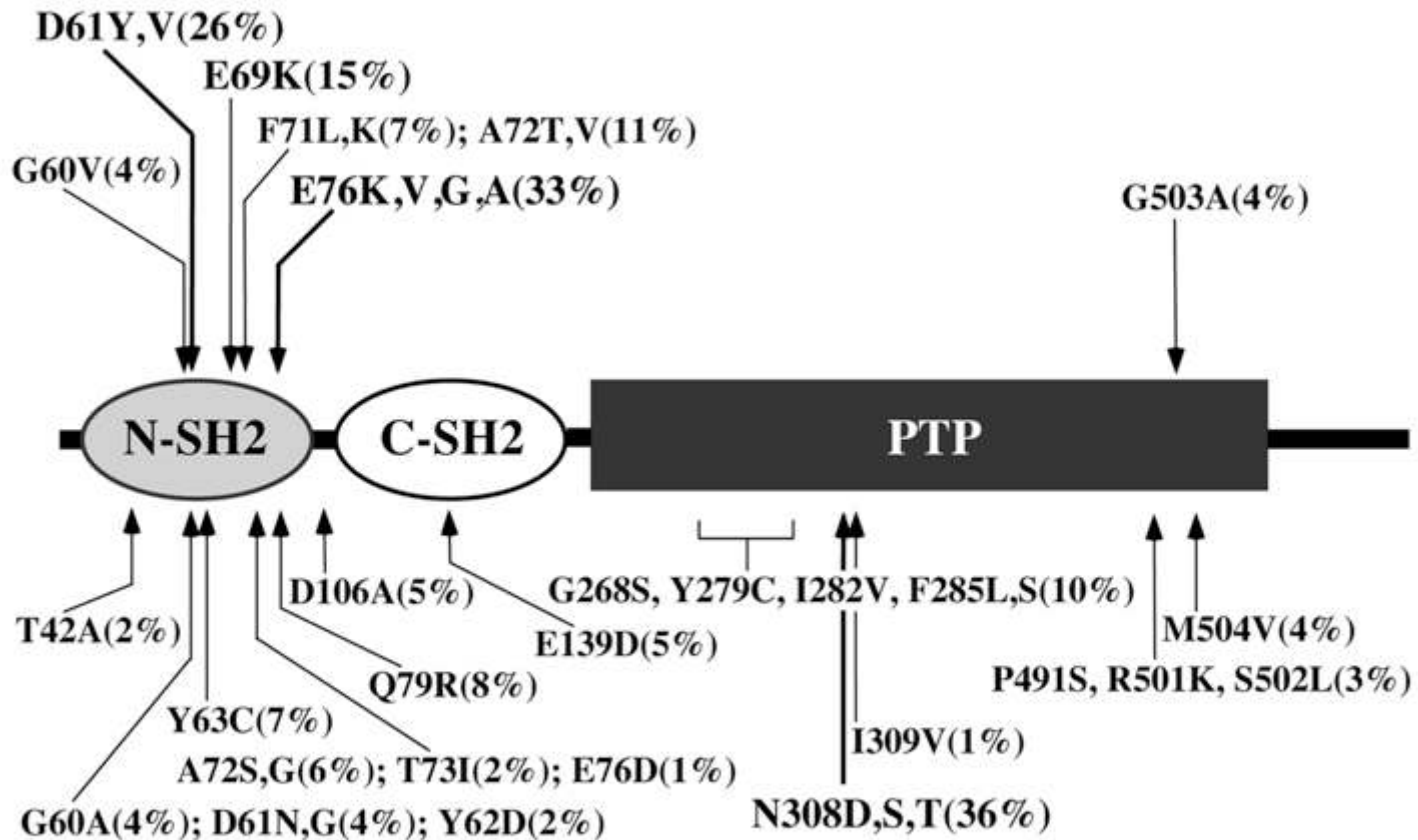 D61Y,V(26%)
E69K(15%)
F71L,K(7%); A72T,V(11%)
G60V(4%)
E76K,V,G,A(33%)
G503A(4%)
N-SH2
C-SH2
PTP
D106A(5%)
G268S, Y279C, I282V, F285L,S(10%)
T42A(2%)
E139D(5%)
M504V(4%)
Q79R(8%)
P491S, R501K, S502L(3%)
Y63C(7%)
I309V(1%)
A72S,G(6%); T73I(2%); E76D(1%)
N308D,S,T(36%)
G60A(4%); D61N,G(4%); Y62D(2%)